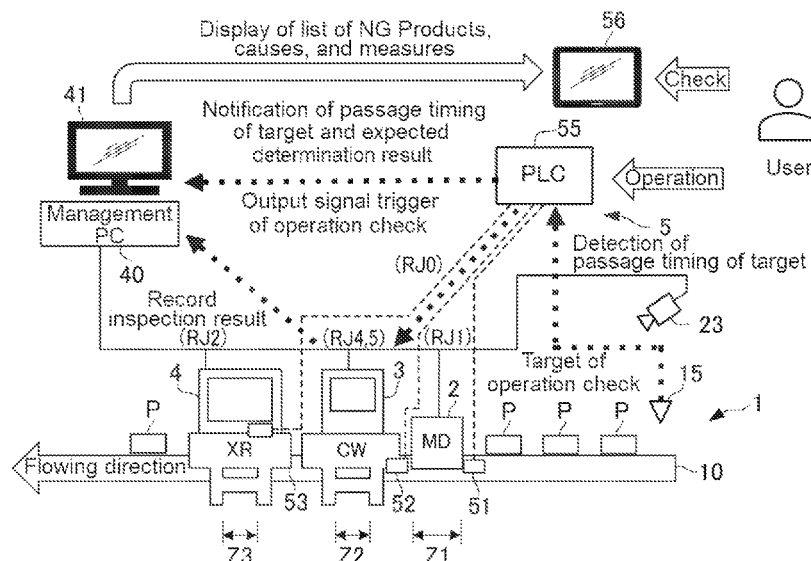 56
Display of list of NG Products,
causes, and measures
Check
41
Notification of passage timing
of target and expected
determination result
55
PLC
User
Operation
Output signal trigger
of operation check
Management
PC
40
5
Detection of
passage timing of target
(RJ0)
Record
inspection result
23
(RJ2)
(RJ4,5)
(RJ1)
Target of
operation check
15
4
3
2
1
P
P
P
P
XR
CW
MD
Flowing direction
10
53
52
51
Z3
Z2
Z1